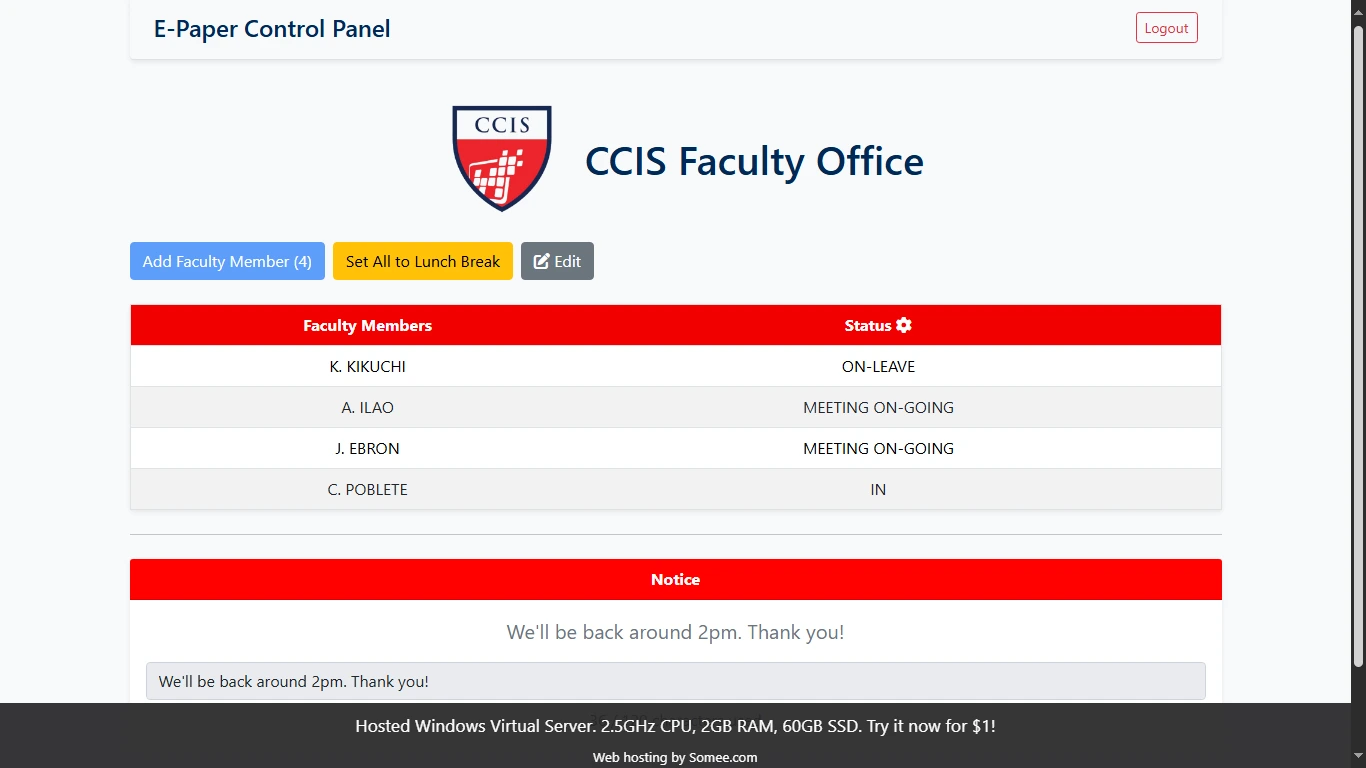 E-Paper Control Panel
Logout
CCIS
CCIS Faculty Office
Add Faculty Member (4)
Set All to Lunch Break
Edit
Faculty Members Status
K. KIKUCHI ON-LEAVE
A. ILAO MEETING ON-GOING
J. EBRON MEETING ON-GOING
C. POBLETE IN
Notice
We'll be back around 2pm. Thank you!
We'll be back around 2pm. Thank you!
Hosted Windows Virtual Server. 2.5GHz CPU, 2GB RAM, 60GB SSD. Try it now for $1!
Web hosting by Somee.com